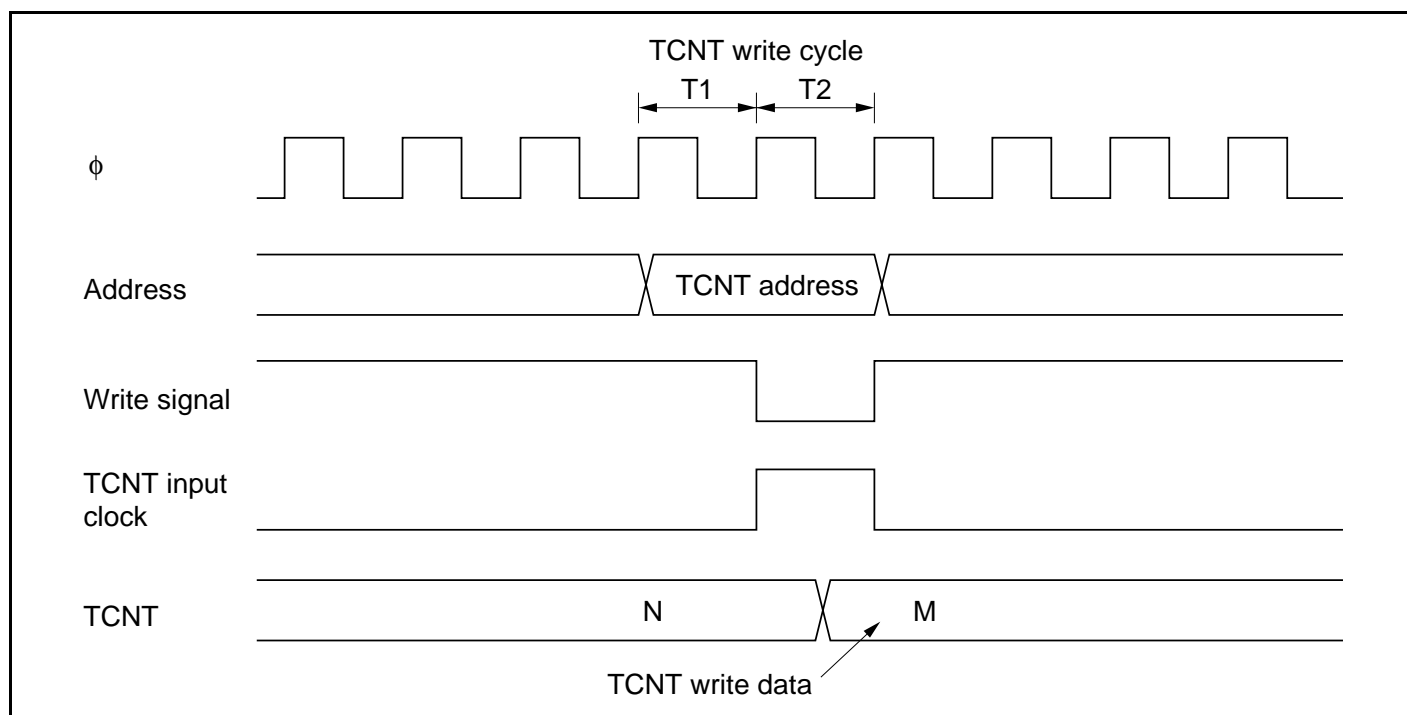 TCNT write cycle
T1 T2
ϕ
Address
TCNT address
Write signal
TCNT input
clock
TCNT
N M
TCNT write data